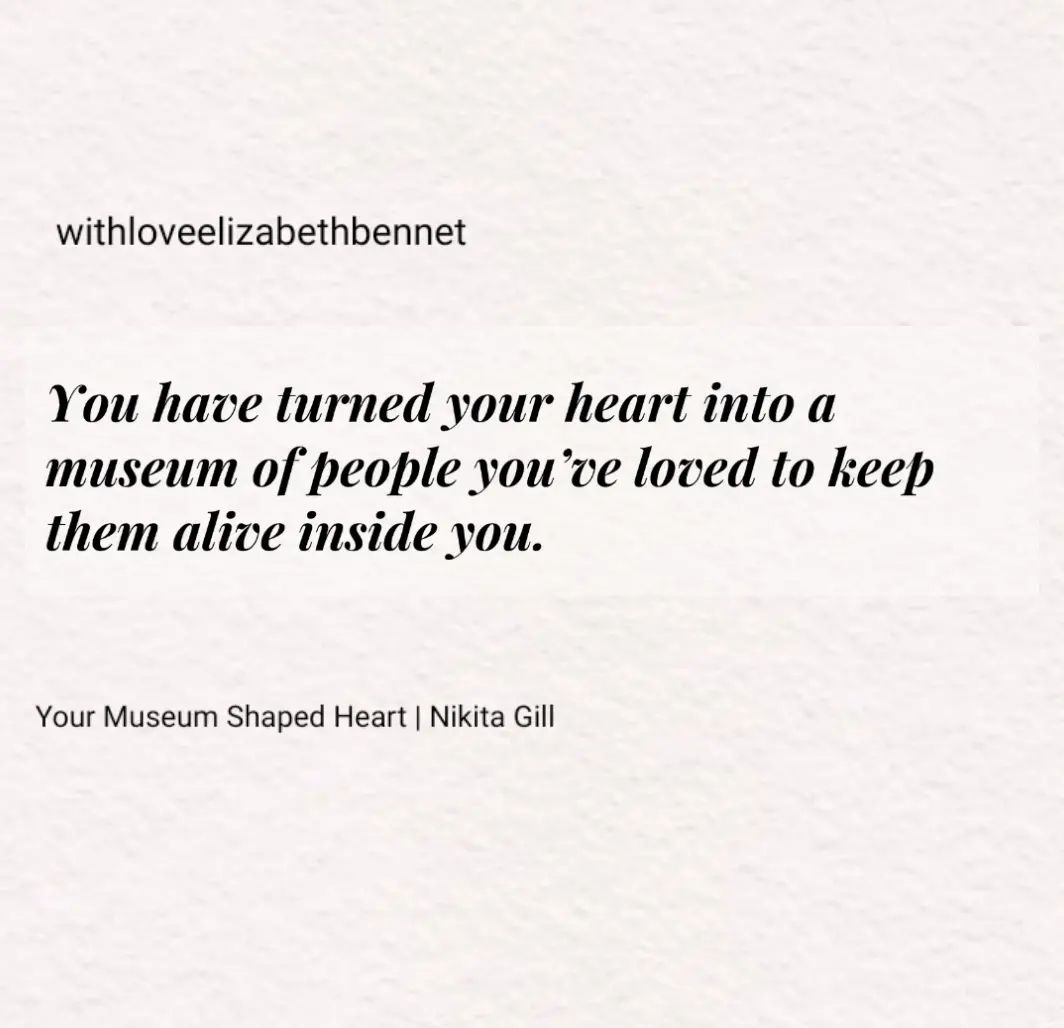 withloveelizabethbennet
You have turned your heart into a
museum of people you’ve loved to keep
them alive inside you.
Your Museum Shaped Heart | Nikita Gill